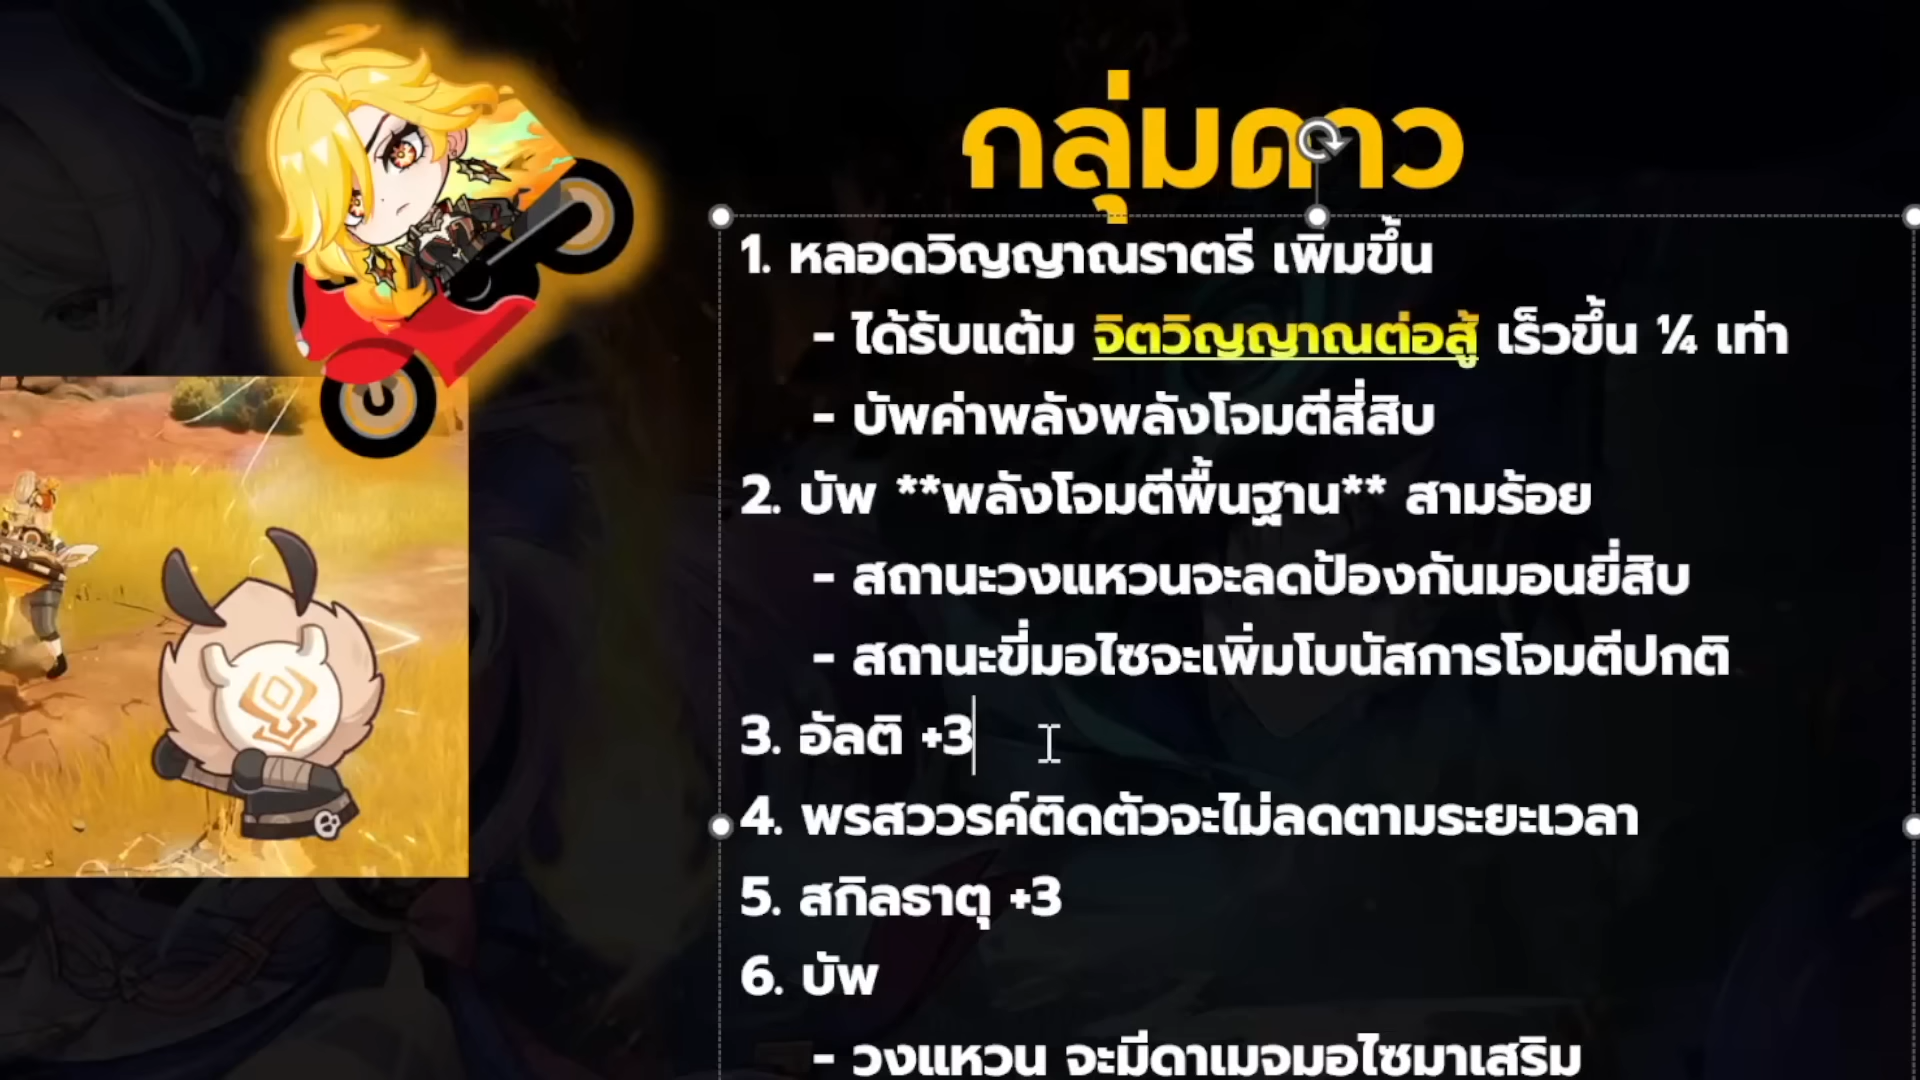 กลุ่มดาว
1. หลอดวิญญาณราตรี เพิ่มขึ้น
- ได้รับแต้ม จิตวิญญาณต่อสู้ เร็วขึ้น ¼ เท่า
- บัพค่าพลังพลังโจมตีสี่สิบ
2. บัพ **พลังโจมตีพื้นฐาน** สามร้อย
- สถานะวงแหวนจะลดป้องกันมอนยี่สิบ
- สถานะขี่มอไซจะเพิ่มโบนัสการโจมตีปกติ
3. อัลติ +3
4. พรสววรค์ติดตัวจะไม่ลดตามระยะเวลา
5. สกิลธาตุ +3
6. บัพ
- วงแหวน จะมีดาเมจมอไซมาเสริม